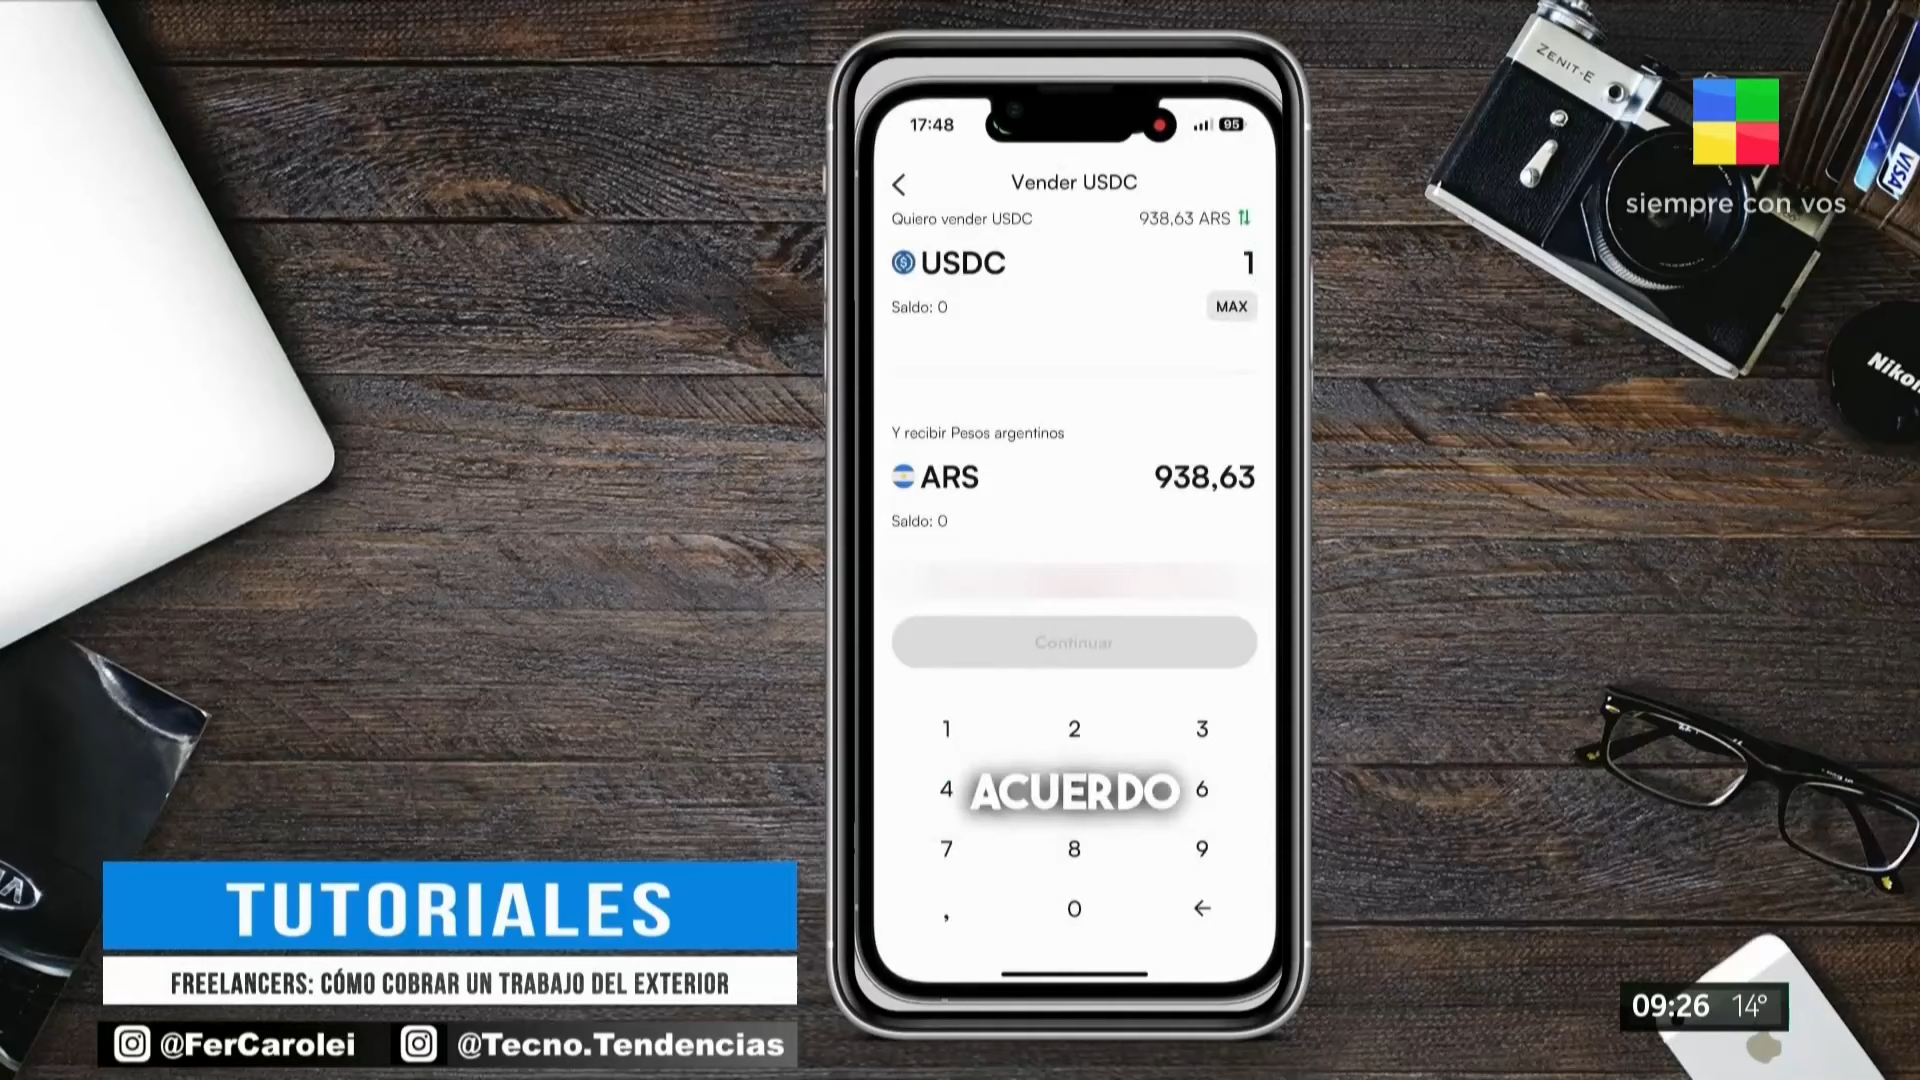 ZENIT-E
VISA
siempre con vos
Nikon
17:48
95
Vender USDC
Quiero vender USDC
938,63 ARS
USDC
1
Saldo: 0
MAX
Y recibir Pesos argentinos
ARS
938,63
Saldo: 0
Continuar
1 2 3
4 ACUERDO 6
7 8 9
, 0 ←
TUTORIALES
FREELANCERS: CÓMO COBRAR UN TRABAJO DEL EXTERIOR
@FerCarolei @Tecno.Tendencias
09:26 14°